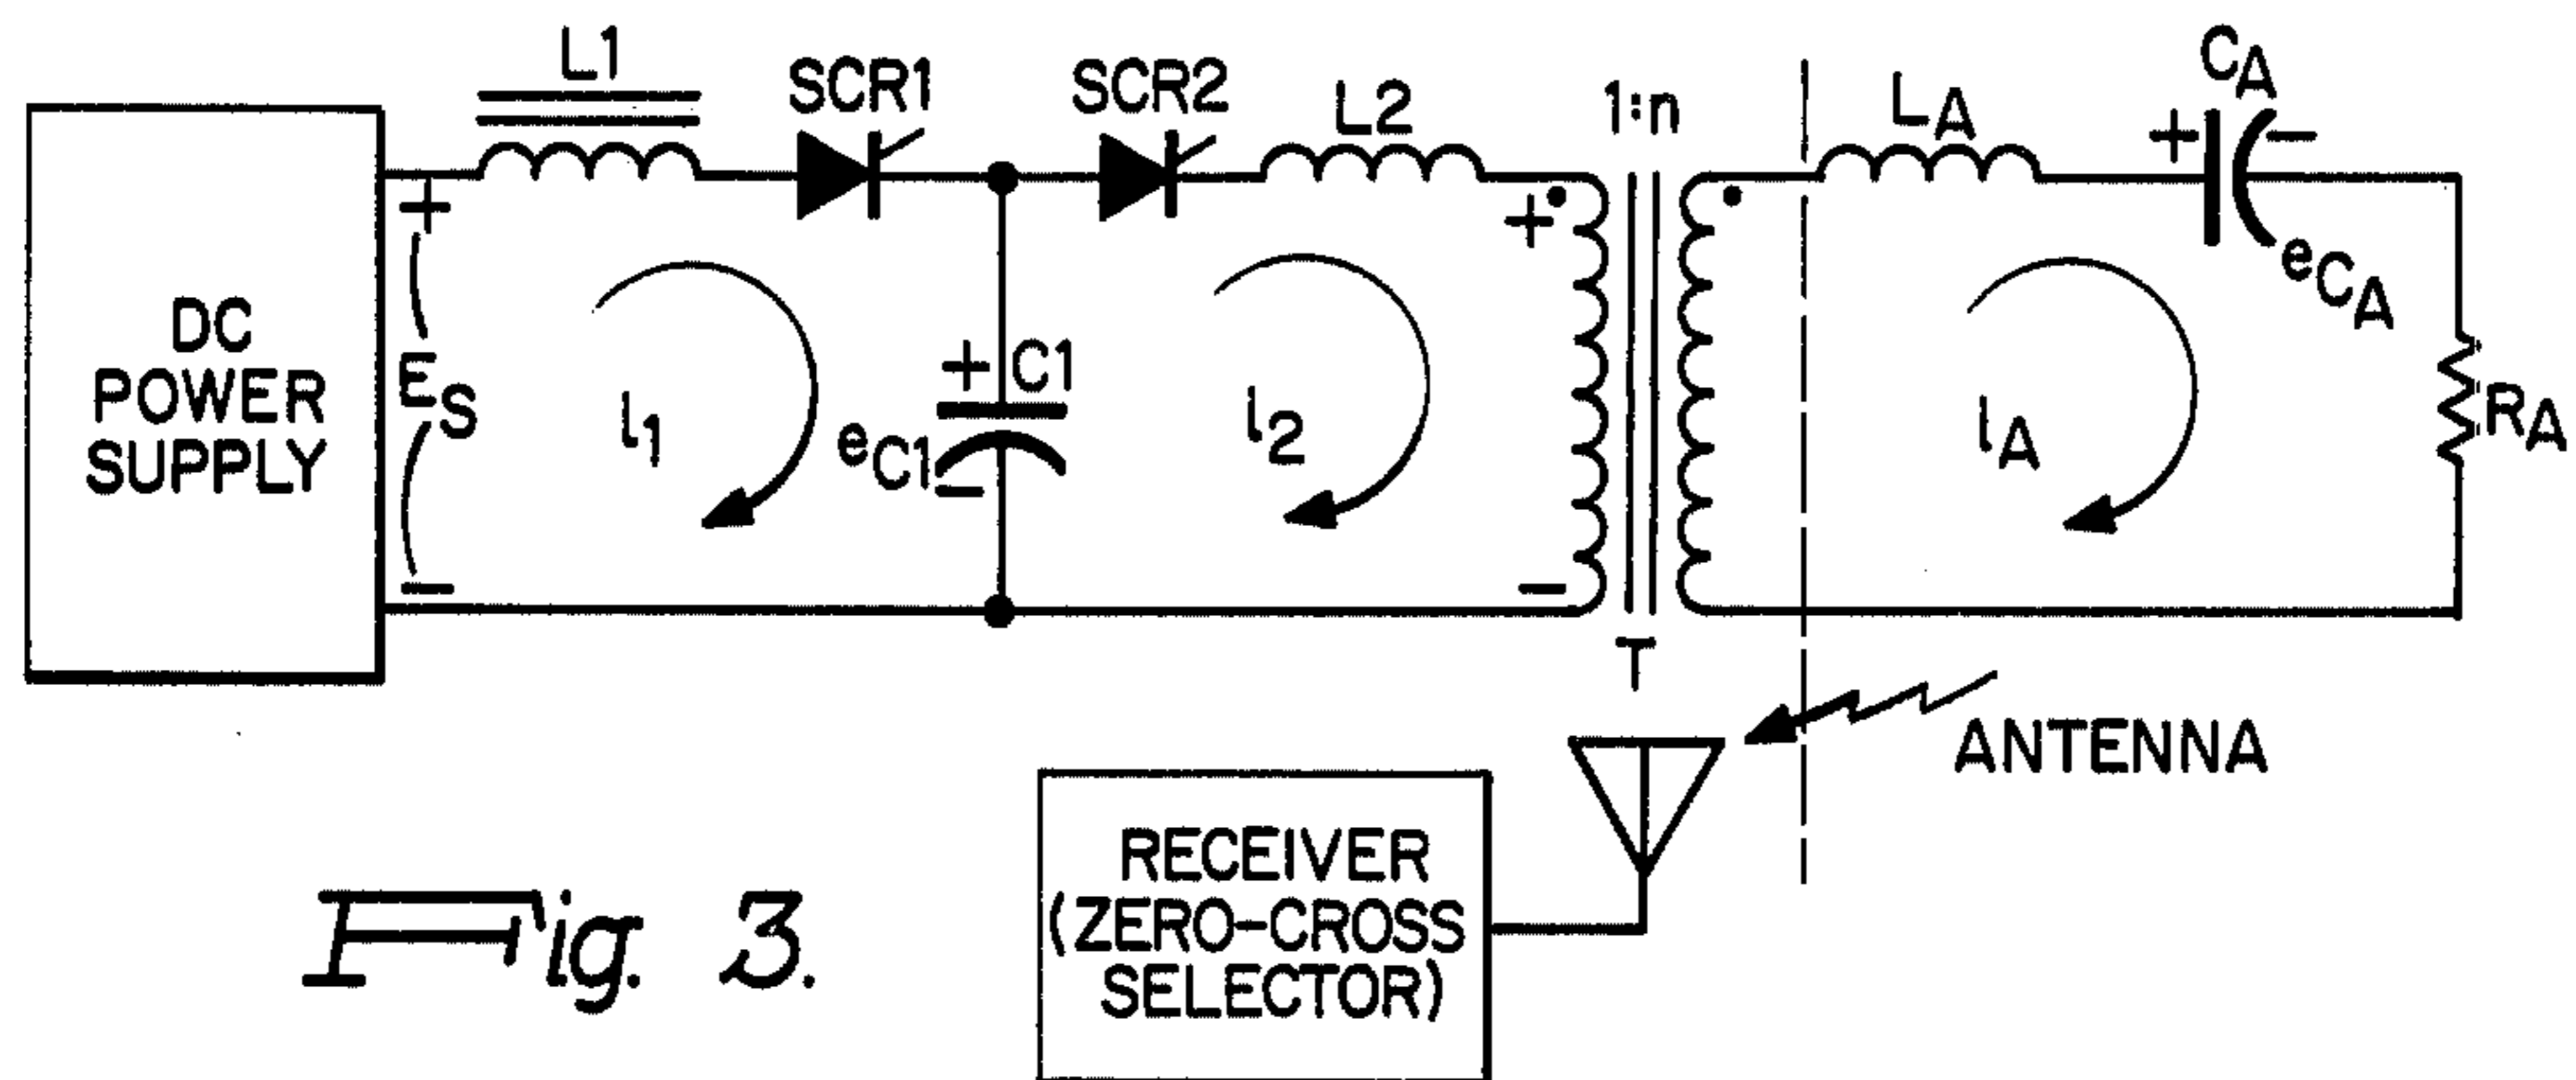 L1
SCR1
SCR2
L2
1:n
LA
CA
+
-
eCA
DC
POWER
SUPPLY
+
ES
-
i1
+
C1
eC1
-
i2
+
-
T
iA
RA
ANTENNA
RECEIVER
(ZERO-CROSS
SELECTOR)
Fig. 3.